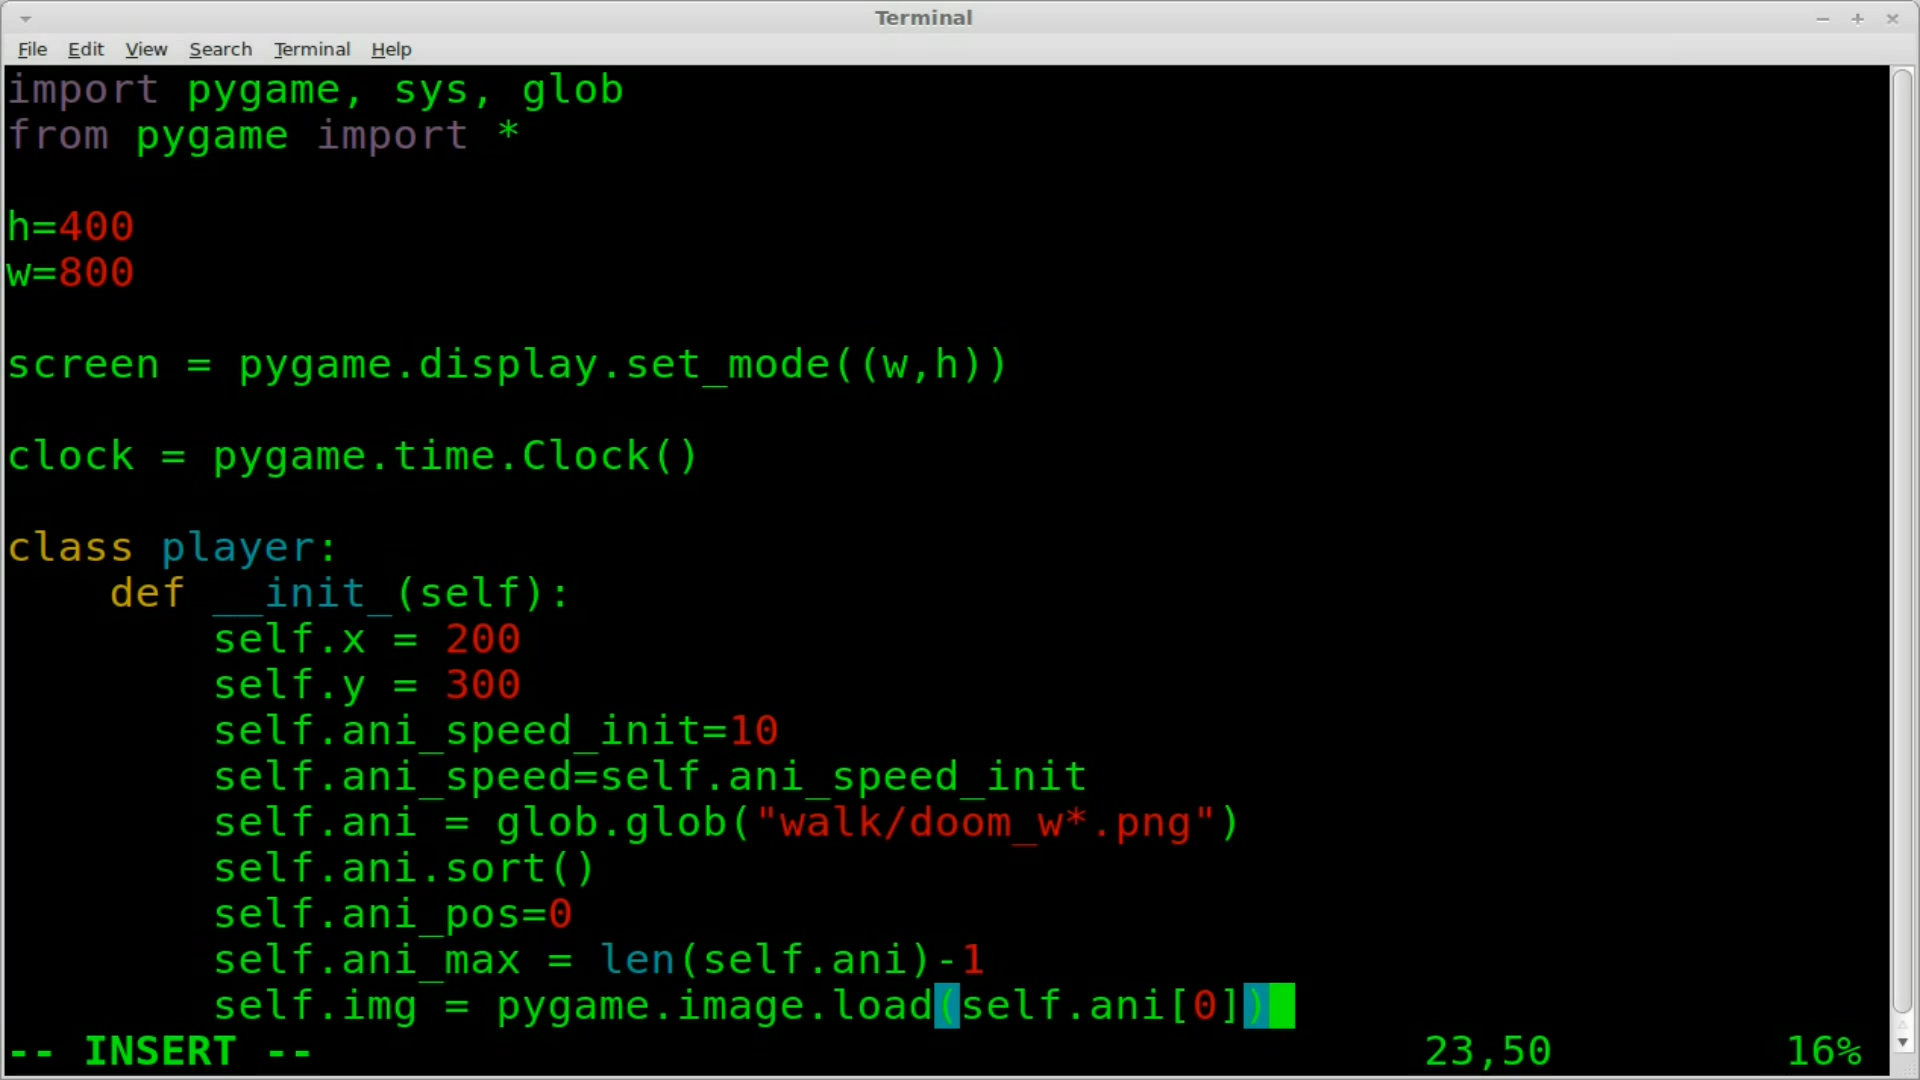 Terminal
File Edit View Search Terminal Help
import pygame, sys, glob
from pygame import *
h=400
w=800
screen = pygame.display.set_mode((w,h))
clock = pygame.time.Clock()
class player:
    def __init_(self):
        self.x = 200
        self.y = 300
        self.ani_speed_init=10
        self.ani_speed=self.ani_speed_init
        self.ani = glob.glob("walk/doom_w*.png")
        self.ani.sort()
        self.ani_pos=0
        self.ani_max = len(self.ani)-1
        self.img = pygame.image.load(self.ani[0])
-- INSERT -- 23,50 16%